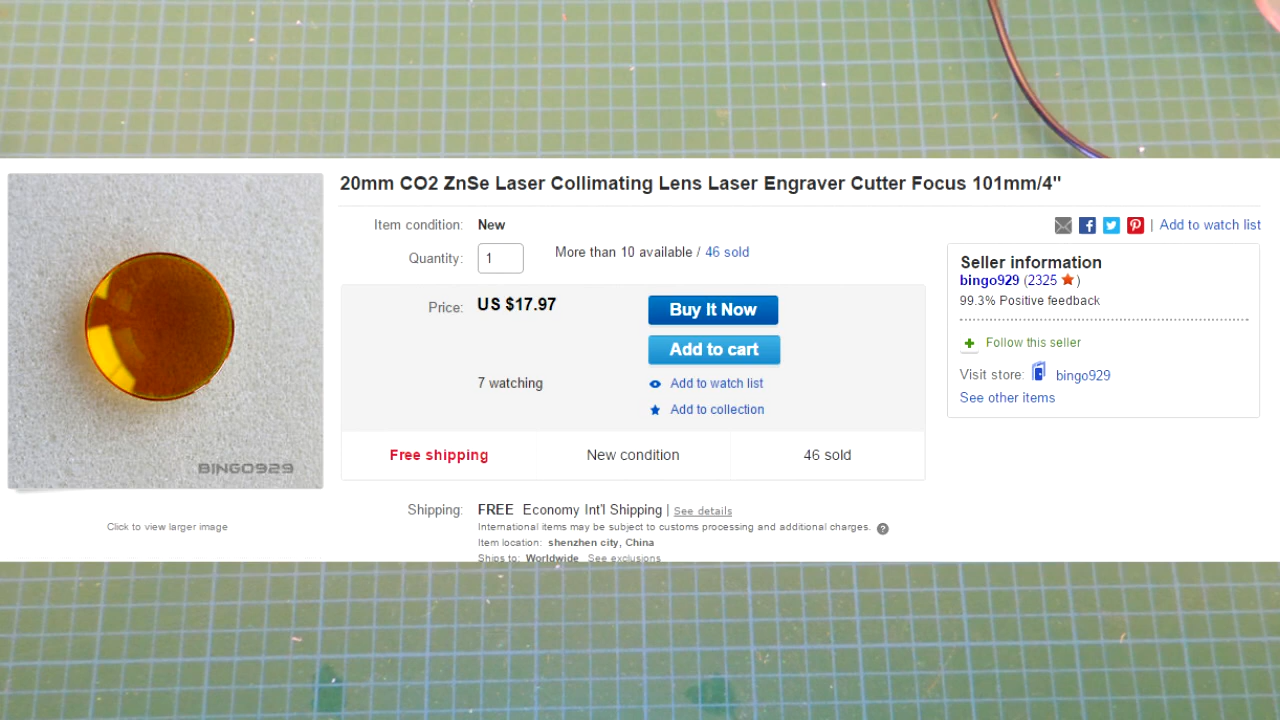 20mm CO2 ZnSe Laser Collimating Lens Laser Engraver Cutter Focus 101mm/4"
Item condition: New
| Add to watch list
Quantity: 1 More than 10 available / 46 sold
Price: US $17.97
Buy It Now
Add to cart
7 watching
Add to watch list
Add to collection
Free shipping New condition 46 sold
Seller information
bingo929 (2325 )
99.3% Positive feedback
Follow this seller
Visit store: bingo929
See other items
BINGO929
Click to view larger image
Shipping: FREE Economy Int'l Shipping | See details
International items may be subject to customs processing and additional charges. ?
Item location: shenzhen city, China
Ships to: Worldwide See exclusions